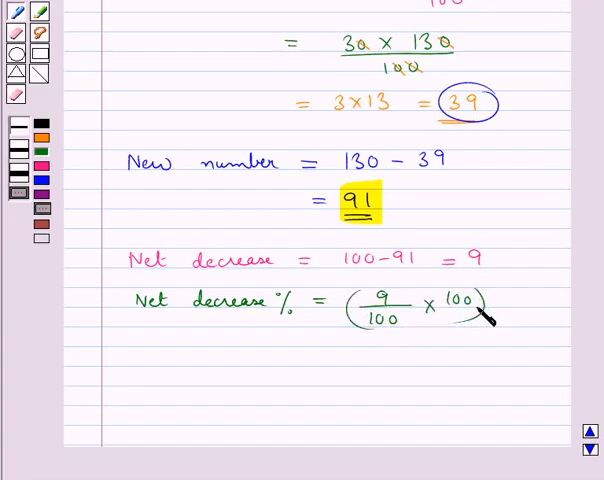 100
= 30 × 130
100
= 3×13 = 39
New number = 130 - 39
= 91
Net decrease = 100-91 = 9
Net decrease % = (9/100 × 100)